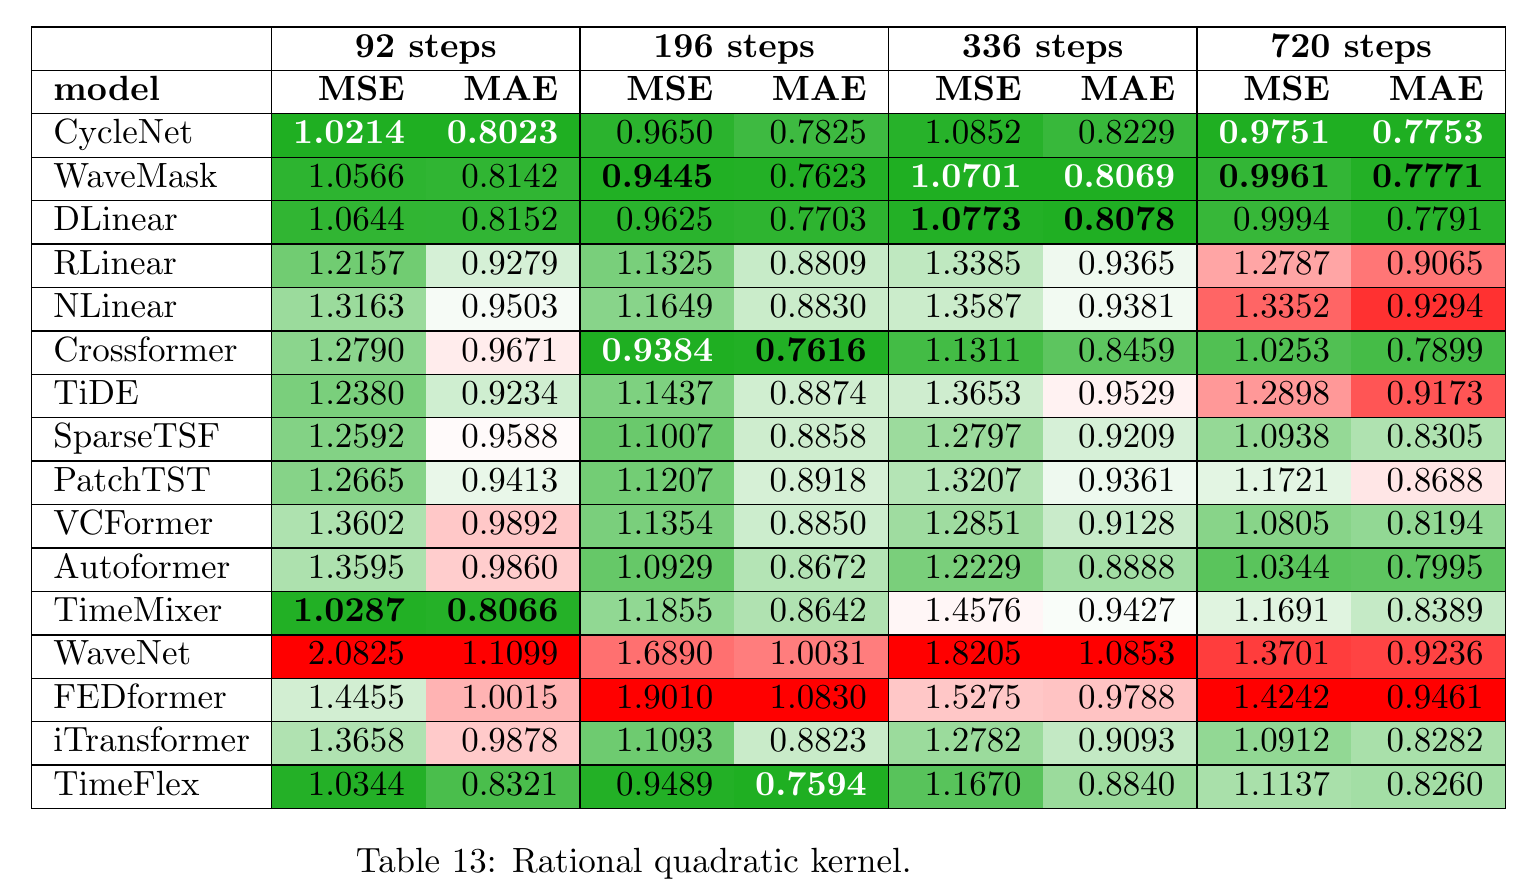 92 steps 196 steps 336 steps 720 steps
model MSE MAE MSE MAE MSE MAE MSE MAE
CycleNet 1.0214 0.8023 0.9650 0.7825 1.0852 0.8229 0.9751 0.7753
WaveMask 1.0566 0.8142 0.9445 0.7623 1.0701 0.8069 0.9961 0.7771
DLinear 1.0644 0.8152 0.9625 0.7703 1.0773 0.8078 0.9994 0.7791
RLinear 1.2157 0.9279 1.1325 0.8809 1.3385 0.9365 1.2787 0.9065
NLinear 1.3163 0.9503 1.1649 0.8830 1.3587 0.9381 1.3352 0.9294
Crossformer 1.2790 0.9671 0.9384 0.7616 1.1311 0.8459 1.0253 0.7899
TiDE 1.2380 0.9234 1.1437 0.8874 1.3653 0.9529 1.2898 0.9173
SparseTSF 1.2592 0.9588 1.1007 0.8858 1.2797 0.9209 1.0938 0.8305
PatchTST 1.2665 0.9413 1.1207 0.8918 1.3207 0.9361 1.1721 0.8688
VCFormer 1.3602 0.9892 1.1354 0.8850 1.2851 0.9128 1.0805 0.8194
Autoformer 1.3595 0.9860 1.0929 0.8672 1.2229 0.8888 1.0344 0.7995
TimeMixer 1.0287 0.8066 1.1855 0.8642 1.4576 0.9427 1.1691 0.8389
WaveNet 2.0825 1.1099 1.6890 1.0031 1.8205 1.0853 1.3701 0.9236
FEDformer 1.4455 1.0015 1.9010 1.0830 1.5275 0.9788 1.4242 0.9461
iTransformer 1.3658 0.9878 1.1093 0.8823 1.2782 0.9093 1.0912 0.8282
TimeFlex 1.0344 0.8321 0.9489 0.7594 1.1670 0.8840 1.1137 0.8260
Table 13: Rational quadratic kernel.